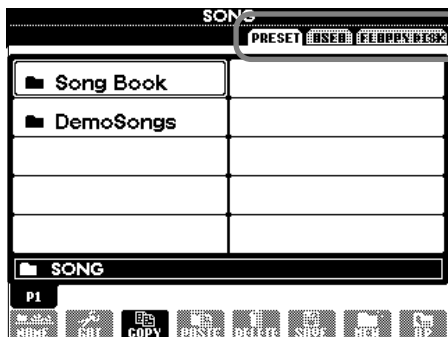 SONG
PRESET USER FLOPPY DISK
Song Book
DemoSongs
SONG
P1
NAME CUT COPY PASTE DELETE SAVE NEW UP